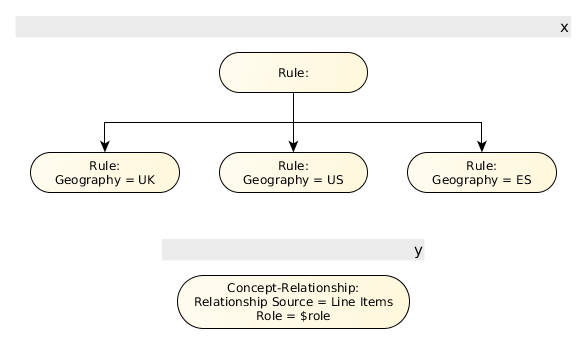 x
Rule:
Rule:
Geography = UK
Rule:
Geography = US
Rule:
Geography = ES
y
Concept-Relationship:
Relationship Source = Line Items
Role = $role